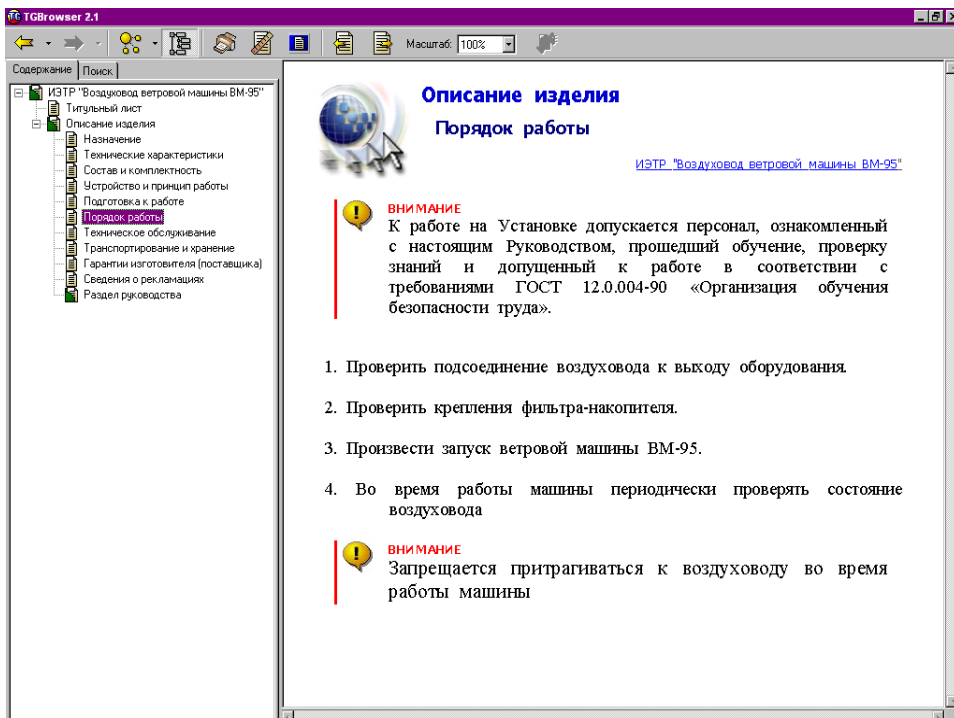 TGBrowser 2.1
Масштаб: 100%
Содержание Поиск
ИЭТР "Воздуховод ветровой машины ВМ-95"
Титульный лист
Описание изделия
Назначение
Технические характеристики
Состав и комплектность
Устройство и принцип работы
Подготовка к работе
Порядок работы
Техническое обслуживание
Транспортирование и хранение
Гарантии изготовителя (поставщика)
Сведения о рекламациях
Раздел руководства
Описание изделия
Порядок работы
ИЭТР "Воздуховод ветровой машины ВМ-95"
ВНИМАНИЕ
К работе на Установке допускается персонал, ознакомленный
с настоящим Руководством, прошедший обучение, проверку
знаний и допущенный к работе в соответствии с
требованиями ГОСТ 12.0.004-90 «Организация обучения
безопасности труда».
1. Проверить подсоединение воздуховода к выходу оборудования.
2. Проверить крепления фильтра-накопителя.
3. Произвести запуск ветровой машины ВМ-95.
4. Во время работы машины периодически проверять состояние
воздуховода
ВНИМАНИЕ
Запрещается притрагиваться к воздуховоду во время
работы машины